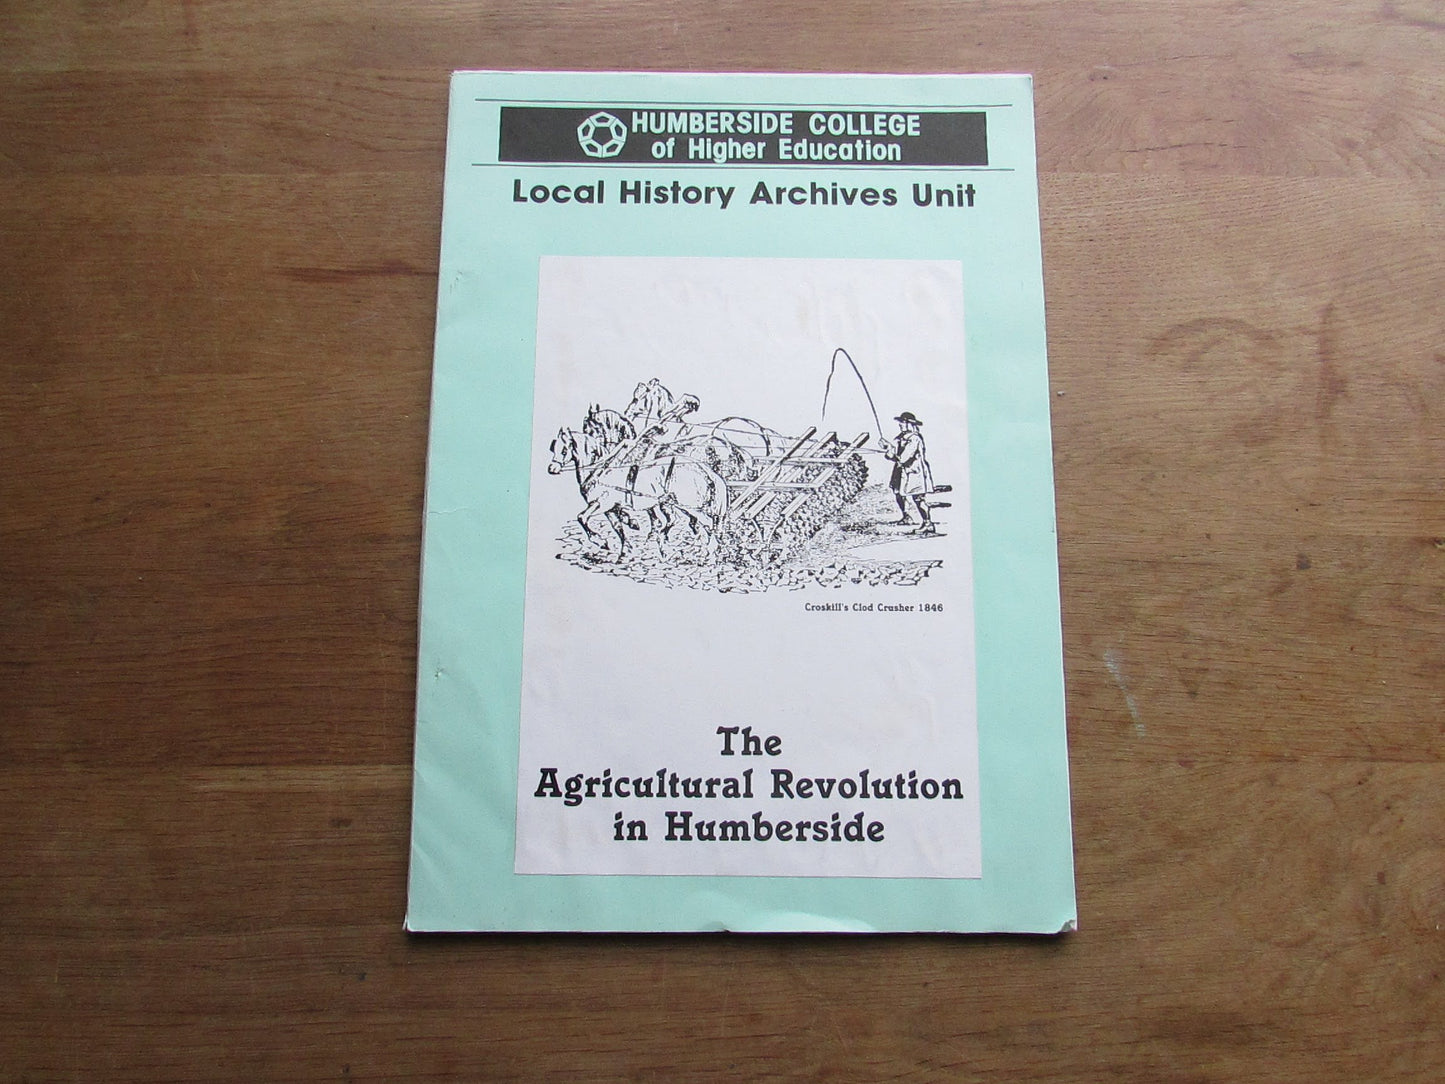 HUMBERSIDE COLLEGE
of Higher Education
Local History Archives Unit
Croskill's Clod Crusher 1846
The
Agricultural Revolution
in Humberside